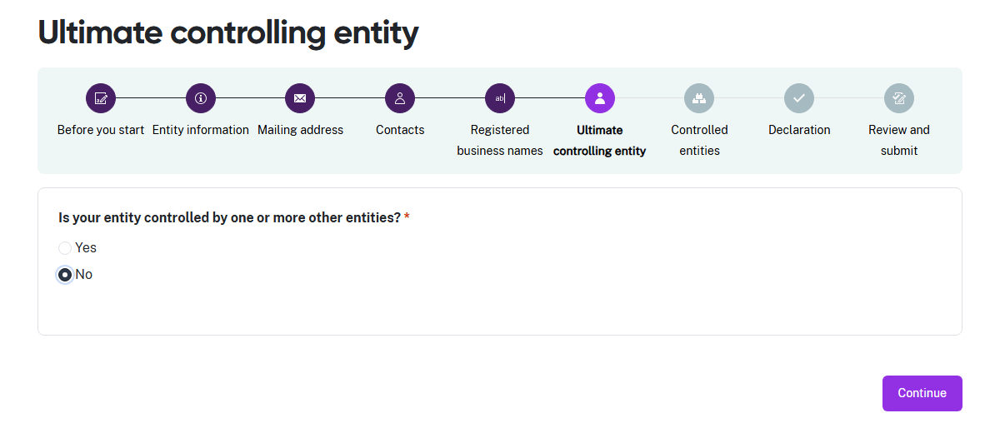 Ultimate controlling entity
Before you start
Entity information
Mailing address
Contacts
Registered
business names
Ultimate
controlling entity
Controlled
entities
Declaration
Review and
submit
Is your entity controlled by one or more other entities? *
Yes
No
Continue